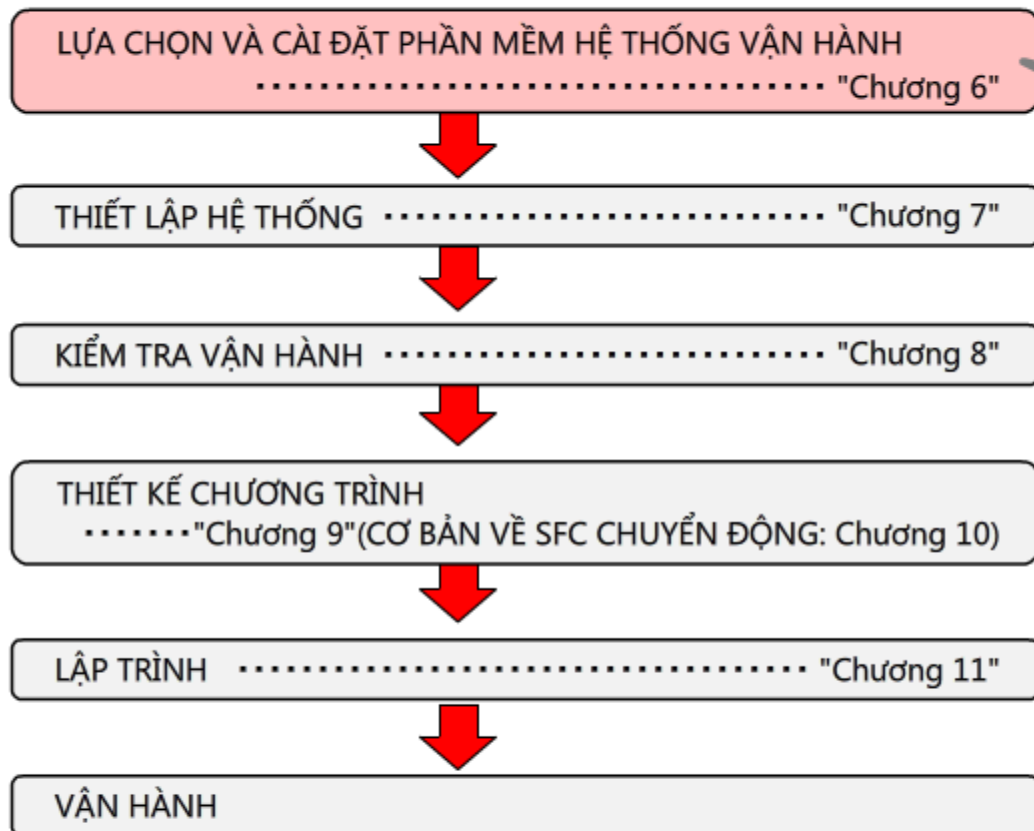 LỰA CHỌN VÀ CÀI ĐẶT PHẦN MỀM HỆ THỐNG VẬN HÀNH
"Chương 6"
THIẾT LẬP HỆ THỐNG "Chương 7"
KIỂM TRA VẬN HÀNH "Chương 8"
THIẾT KẾ CHƯƠNG TRÌNH
"Chương 9"(CƠ BẢN VỀ SFC CHUYỂN ĐỘNG: Chương 10)
LẬP TRÌNH "Chương 11"
VẬN HÀNH